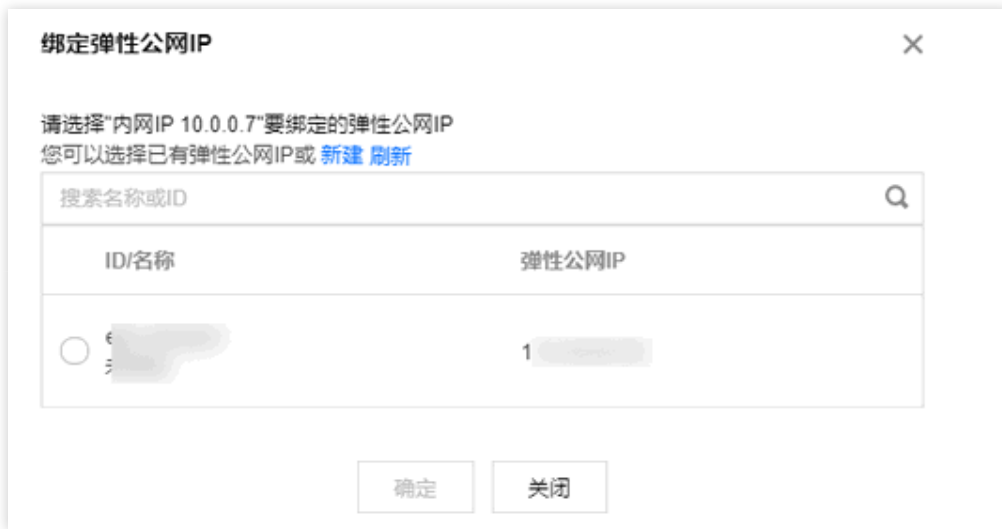 绑定弹性公网IP
请选择"内网IP 10.0.0.7"要绑定的弹性公网IP
您可以选择已有弹性公网IP或 新建 刷新
搜索名称或ID
ID/名称 弹性公网IP
确定 关闭